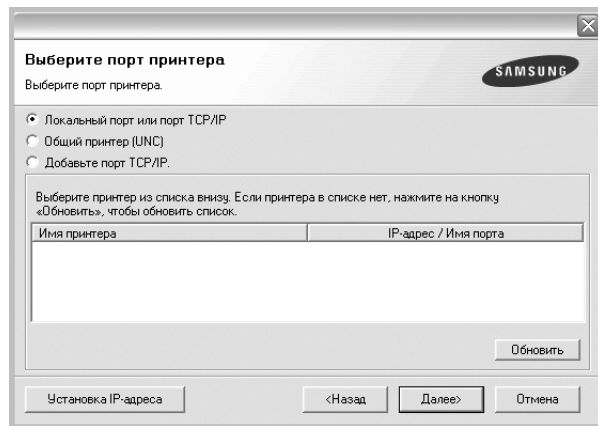 Выберите порт принтера
Выберите порт принтера.
SAMSUNG
Локальный порт или порт TCP/IP
Общий принтер (UNC)
Добавьте порт TCP/IP.
Выберите принтер из списка внизу. Если принтера в списке нет, нажмите на кнопку
«Обновить», чтобы обновить список.
Имя принтера IP-адрес / Имя порта
Обновить
Установка IP-адреса <Назад Далее> Отмена